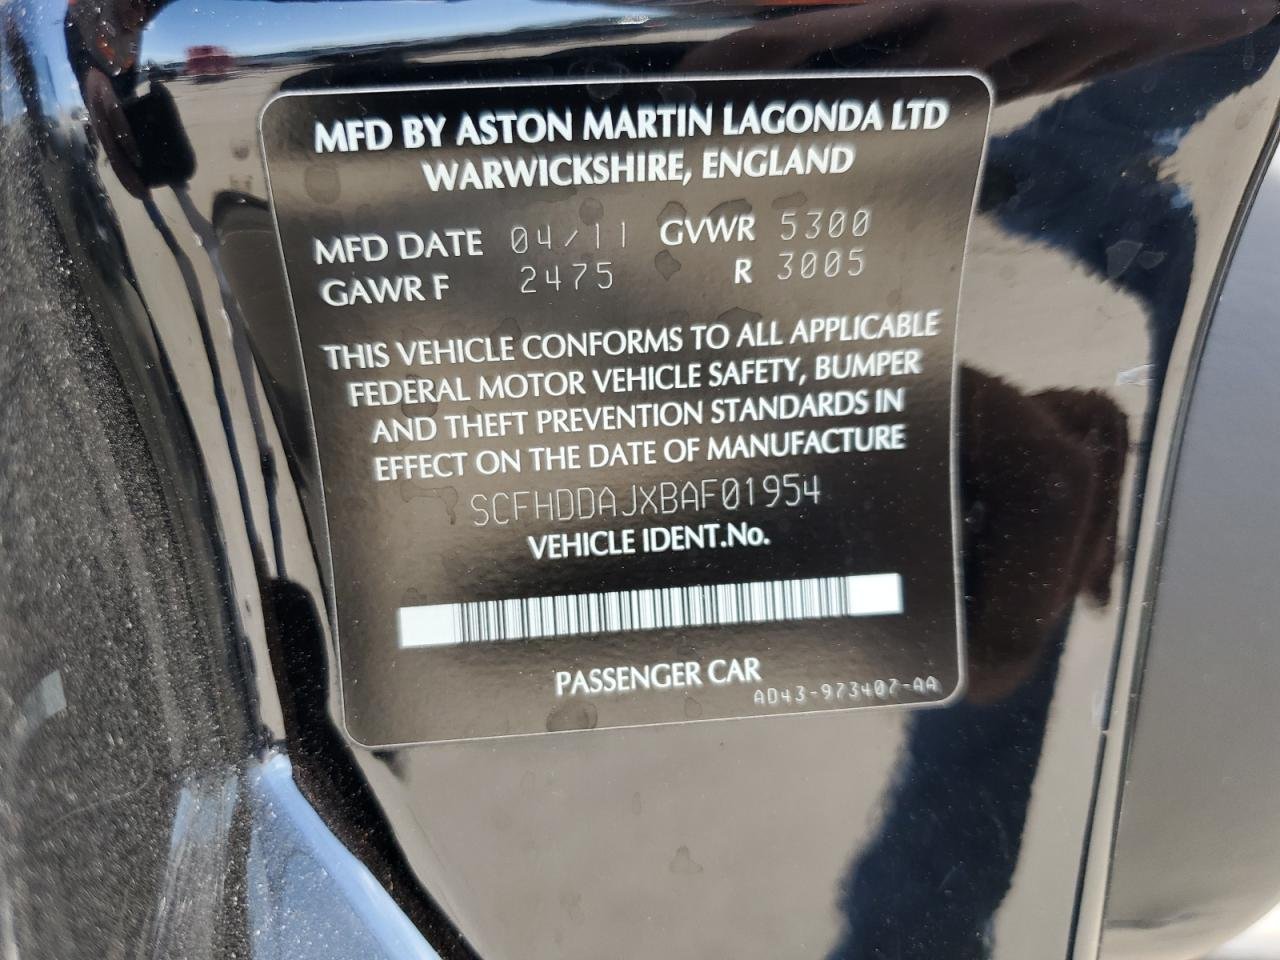 MFD BY ASTON MARTIN LAGONDA LTD
WARWICKSHIRE, ENGLAND
MFD DATE 04/11 GVWR 5300
GAWR F 2475 R 3005
THIS VEHICLE CONFORMS TO ALL APPLICABLE
FEDERAL MOTOR VEHICLE SAFETY, BUMPER
AND THEFT PREVENTION STANDARDS IN
EFFECT ON THE DATE OF MANUFACTURE
SCFHDDAJXBAF01954
VEHICLE IDENT.No.
PASSENGER CAR
AD43-973407-AA